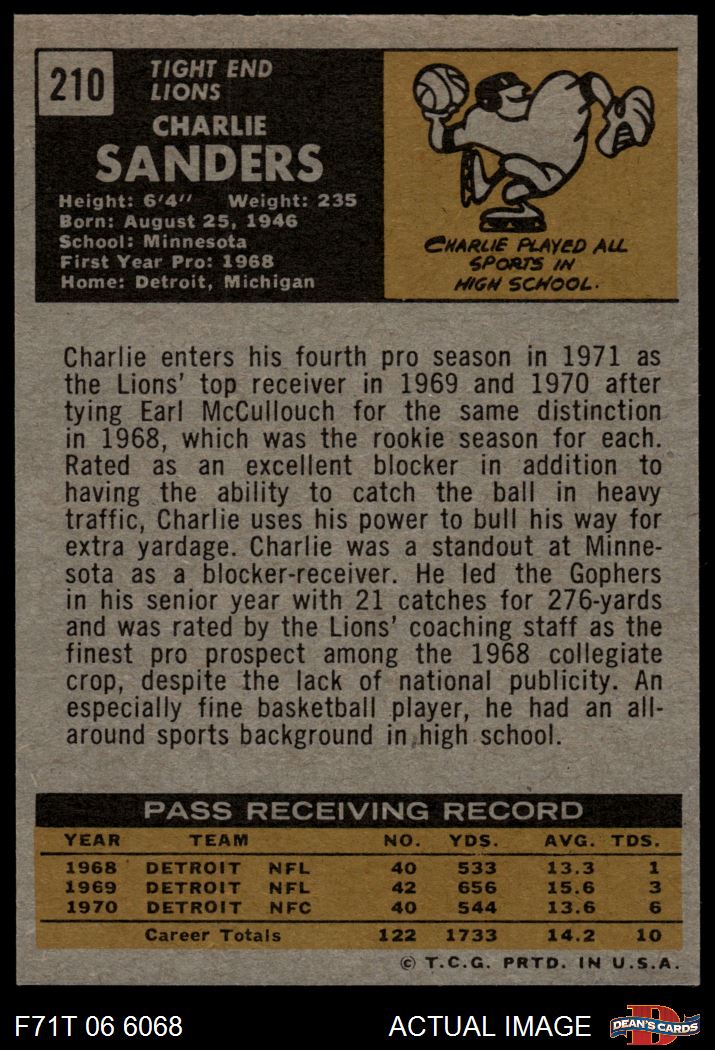 210
TIGHT END
LIONS
CHARLIE
SANDERS
Height: 6'4" Weight: 235
Born: August 25, 1946
School: Minnesota
First Year Pro: 1968
Home: Detroit, Michigan
CHARLIE PLAYED ALL
SPORTS IN
HIGH SCHOOL.
Charlie enters his fourth pro season in 1971 as
the Lions' top receiver in 1969 and 1970 after
tying Earl McCullouch for the same distinction
in 1968, which was the rookie season for each.
Rated as an excellent blocker in addition to
having the ability to catch the ball in heavy
traffic, Charlie uses his power to bull his way for
extra yardage. Charlie was a standout at Minne-
sota as a blocker-receiver. He led the Gophers
in his senior year with 21 catches for 276-yards
and was rated by the Lions' coaching staff as the
finest pro prospect among the 1968 collegiate
crop, despite the lack of national publicity. An
especially fine basketball player, he had an all-
around sports background in high school.
PASS RECEIVING RECORD
YEAR TEAM NO. YDS. AVG. TDS.
1968 DETROIT NFL 40 533 13.3 1
1969 DETROIT NFL 42 656 15.6 3
1970 DETROIT NFC 40 544 13.6 6
Career Totals 122 1733 14.2 10
© T.C.G. PRTD. IN U.S.A.
F71T 06 6068 ACTUAL IMAGE D DEAN'S CARDS